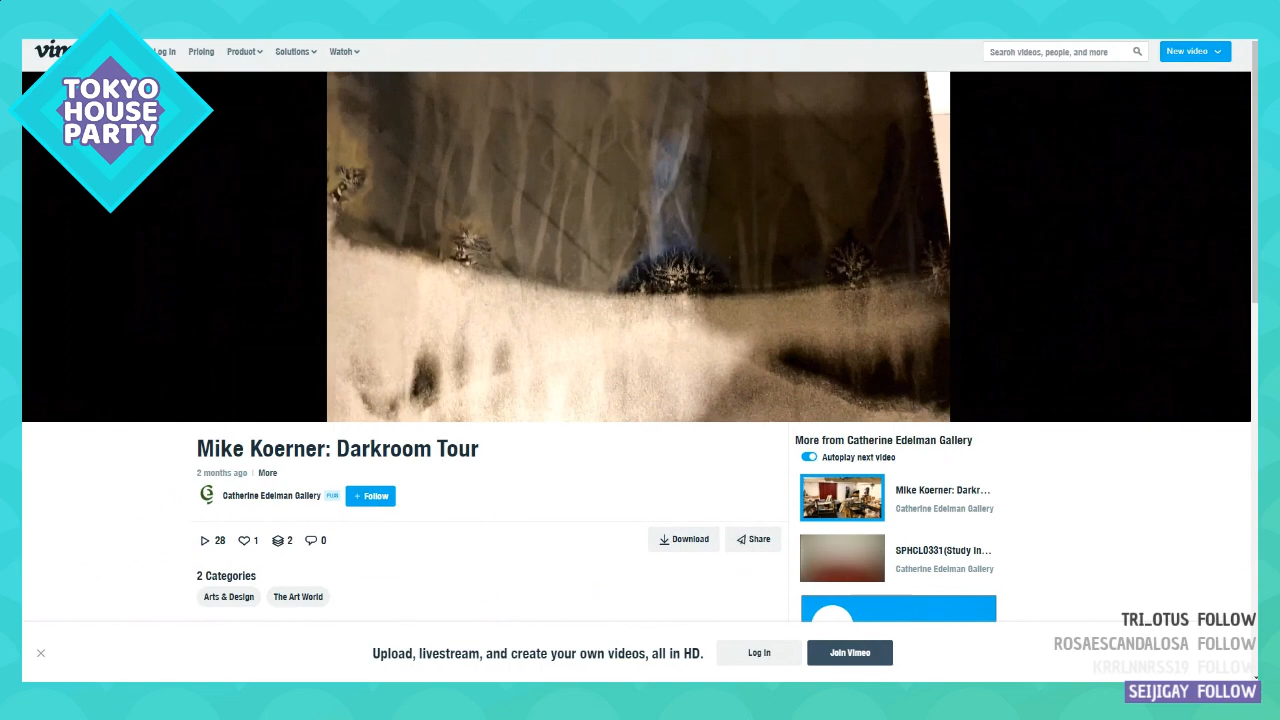 vim
Log in
Pricing
Product
Solutions
Watch
Search videos, people, and more
New video
TOKYO
HOUSE
PARTY
Mike Koerner: Darkroom Tour
2 months ago
More
Catherine Edelman Gallery
PLUS
+ Follow
28
1
2
0
Download
Share
2 Categories
Arts & Design
The Art World
More from Catherine Edelman Gallery
Autoplay next video
Mike Koerner: Darkr...
Catherine Edelman Gallery
SPHCL0331(Study In...
Catherine Edelman Gallery
Upload, livestream, and create your own videos, all in HD.
Log in
Join Vimeo
TRI_OTUS FOLLOW
ROSAESCANDALOSA FOLLOW
KRRLNNRSS19 FOLLOW
SEIJIGAY FOLLOW